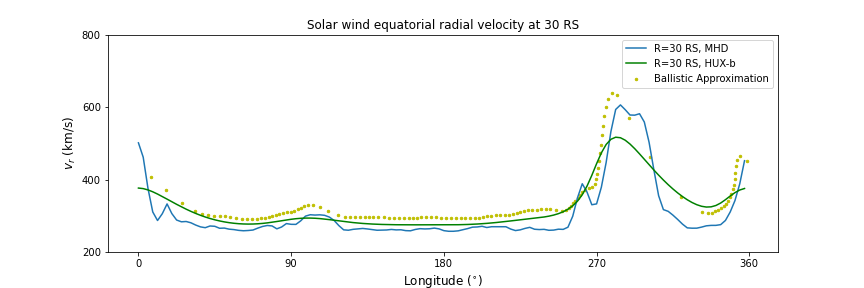 Solar wind equatorial radial velocity at 30 RS
800
600
400
200
v_r (km/s)
R=30 RS, MHD
R=30 RS, HUX-b
Ballistic Approximation
0
90
180
270
360
Longitude (°)